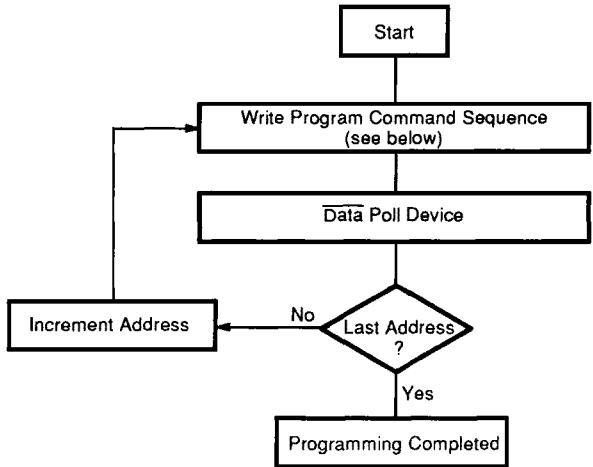 Start
Write Program Command Sequence
(see below)
Data Poll Device
No
Increment Address
Last Address
?
Yes
Programming Completed